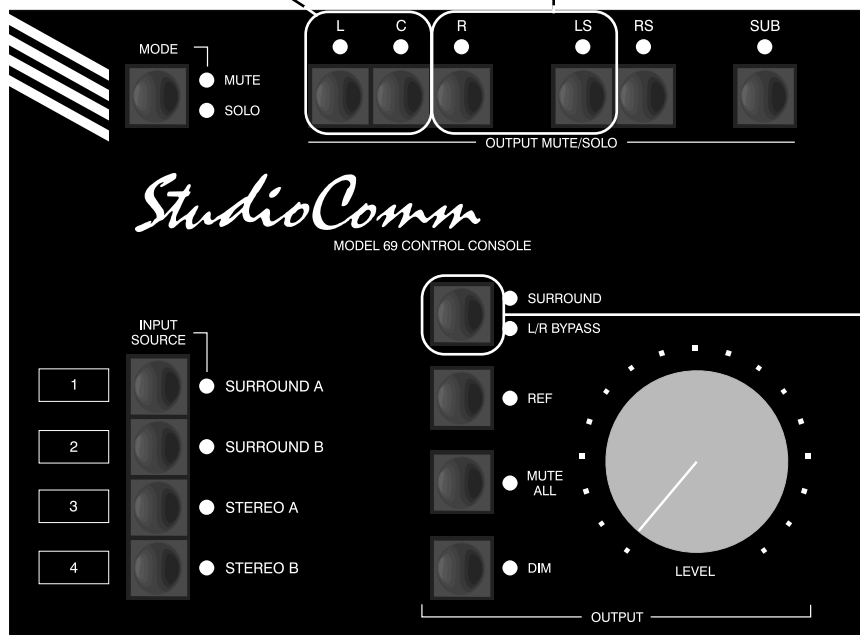 L C R LS RS SUB
MODE
MUTE
SOLO
OUTPUT MUTE/SOLO
StudioComm
MODEL 69 CONTROL CONSOLE
SURROUND
L/R BYPASS
INPUT
SOURCE
1 SURROUND A
REF
2 SURROUND B
MUTE
ALL
3 STEREO A
4 STEREO B
DIM
LEVEL
OUTPUT